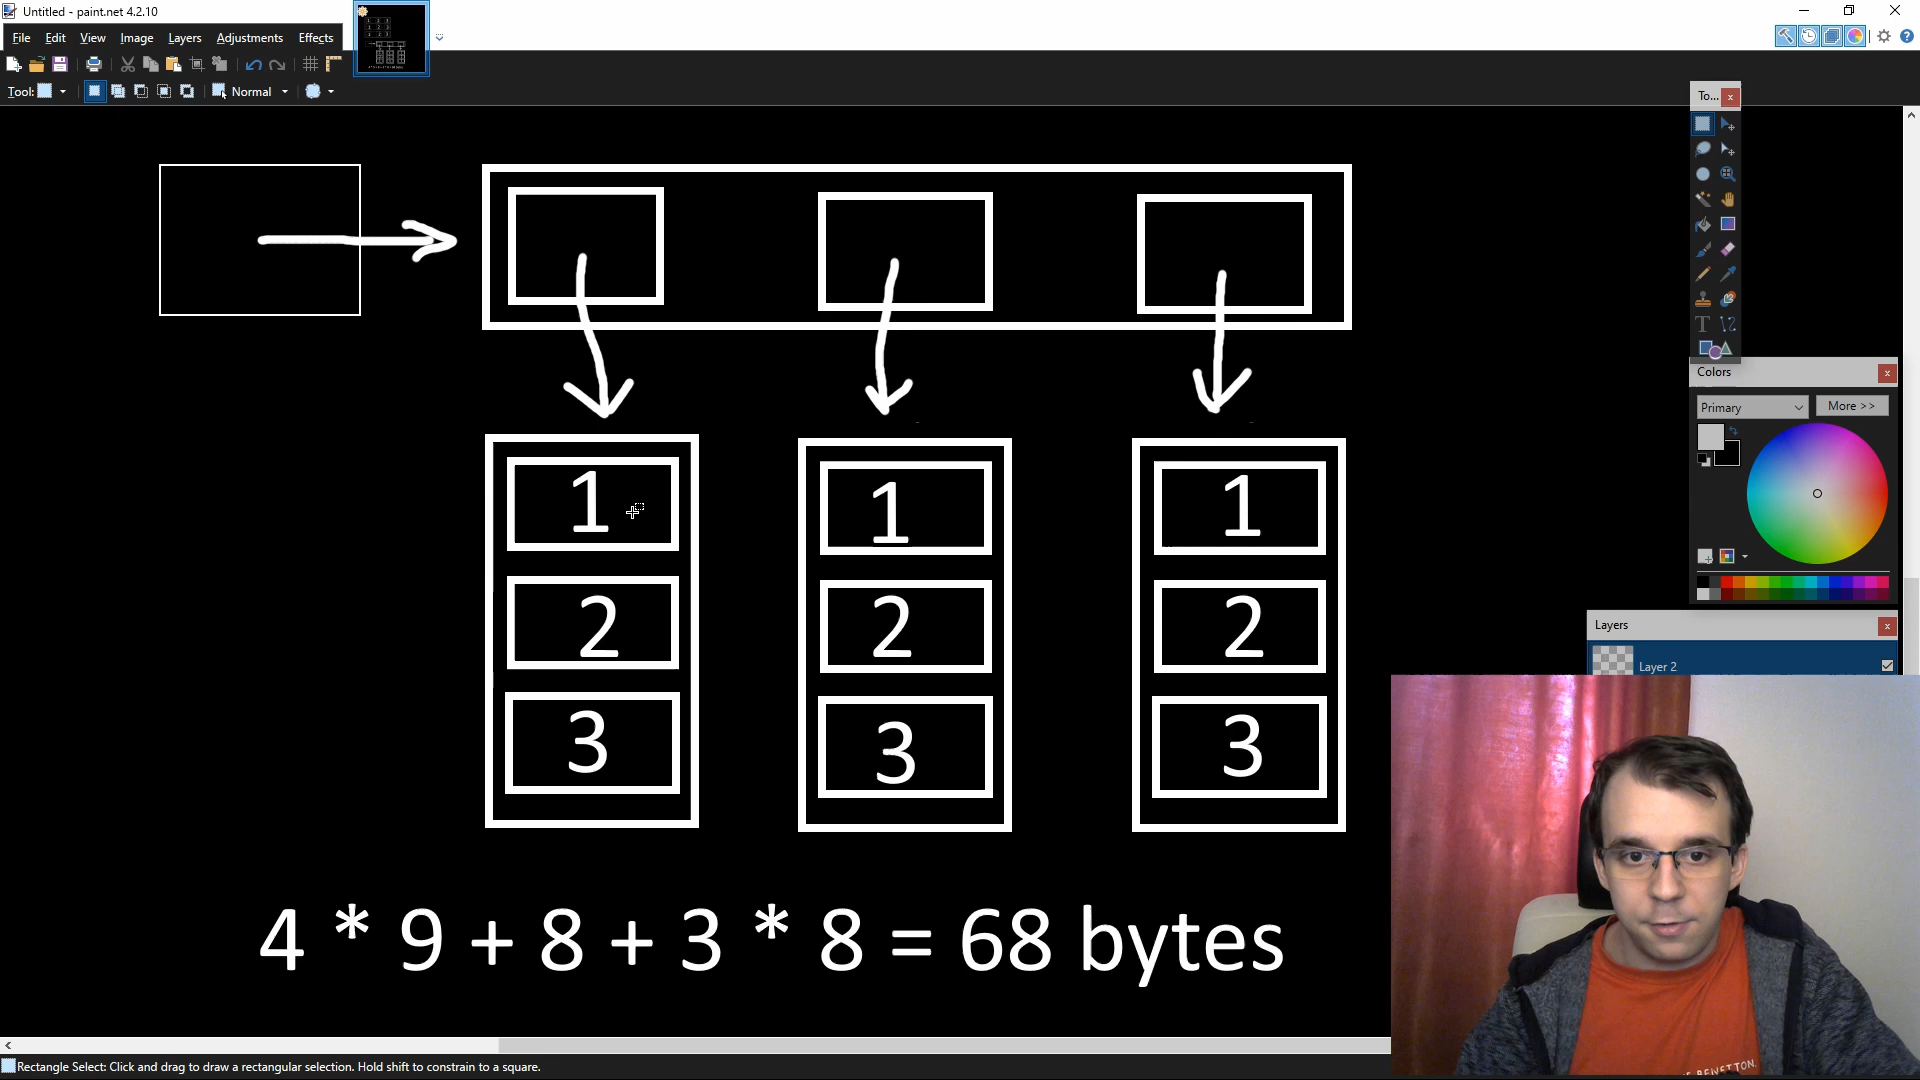 Untitled - paint.net 4.2.10
File Edit View Image Layers Adjustments Effects
Tool: Normal
To...
Colors
Primary More >>
1 1 1
2 2 2
3 3 3
Layers
Layer 2
4 * 9 + 8 + 3 * 8 = 68 bytes
Rectangle Select: Click and drag to draw a rectangular selection. Hold shift to constrain to a square.